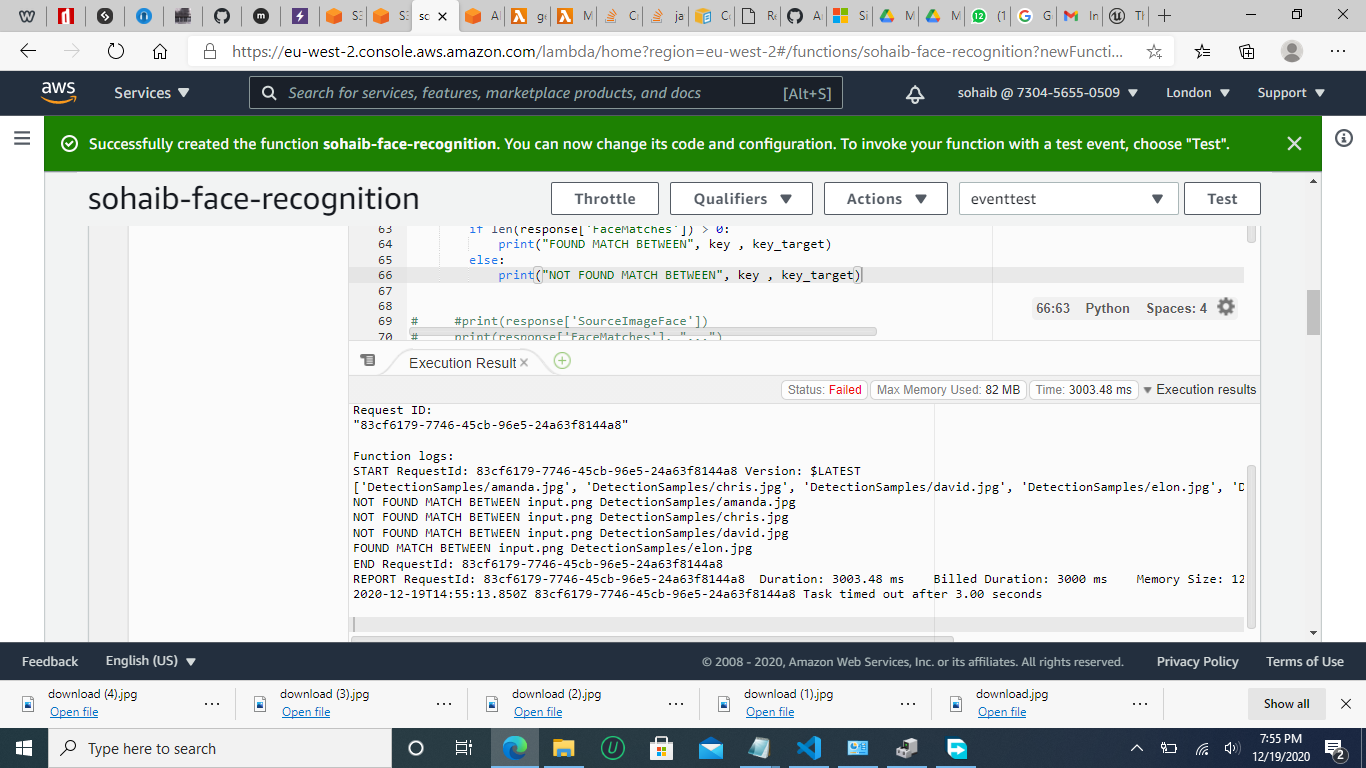 https://eu-west-2.console.aws.amazon.com/lambda/home?region=eu-west-2#/functions/sohaib-face-recognition?newFuncti...
aws
Services
Search for services, features, marketplace products, and docs
[Alt+S]
sohaib @ 7304-5655-0509
London
Support
Successfully created the function sohaib-face-recognition. You can now change its code and configuration. To invoke your function with a test event, choose "Test".
sohaib-face-recognition
Throttle
Qualifiers
Actions
eventtest
Test
63 if len(response['FaceMatches']) > 0:
64 print("FOUND MATCH BETWEEN", key , key_target)
65 else:
66 print("NOT FOUND MATCH BETWEEN", key , key_target)
67
68
69 # #print(response['SourceImageFace'])
70 # print(response['FaceMatches'], "...")
66:63 Python Spaces: 4
Execution Result
Status: Failed
Max Memory Used: 82 MB
Time: 3003.48 ms
Execution results
Request ID:
"83cf6179-7746-45cb-96e5-24a63f8144a8"
Function logs:
START RequestId: 83cf6179-7746-45cb-96e5-24a63f8144a8 Version: $LATEST
['DetectionSamples/amanda.jpg', 'DetectionSamples/chris.jpg', 'DetectionSamples/david.jpg', 'DetectionSamples/elon.jpg', 'D
NOT FOUND MATCH BETWEEN input.png DetectionSamples/amanda.jpg
NOT FOUND MATCH BETWEEN input.png DetectionSamples/chris.jpg
NOT FOUND MATCH BETWEEN input.png DetectionSamples/david.jpg
FOUND MATCH BETWEEN input.png DetectionSamples/elon.jpg
END RequestId: 83cf6179-7746-45cb-96e5-24a63f8144a8
REPORT RequestId: 83cf6179-7746-45cb-96e5-24a63f8144a8 Duration: 3003.48 ms Billed Duration: 3000 ms Memory Size: 12
2020-12-19T14:55:13.850Z 83cf6179-7746-45cb-96e5-24a63f8144a8 Task timed out after 3.00 seconds
Feedback
English (US)
© 2008 - 2020, Amazon Web Services, Inc. or its affiliates. All rights reserved.
Privacy Policy
Terms of Use
download (4).jpg
Open file
download (3).jpg
Open file
download (2).jpg
Open file
download (1).jpg
Open file
download.jpg
Open file
Show all
Type here to search
7:55 PM
12/19/2020
2